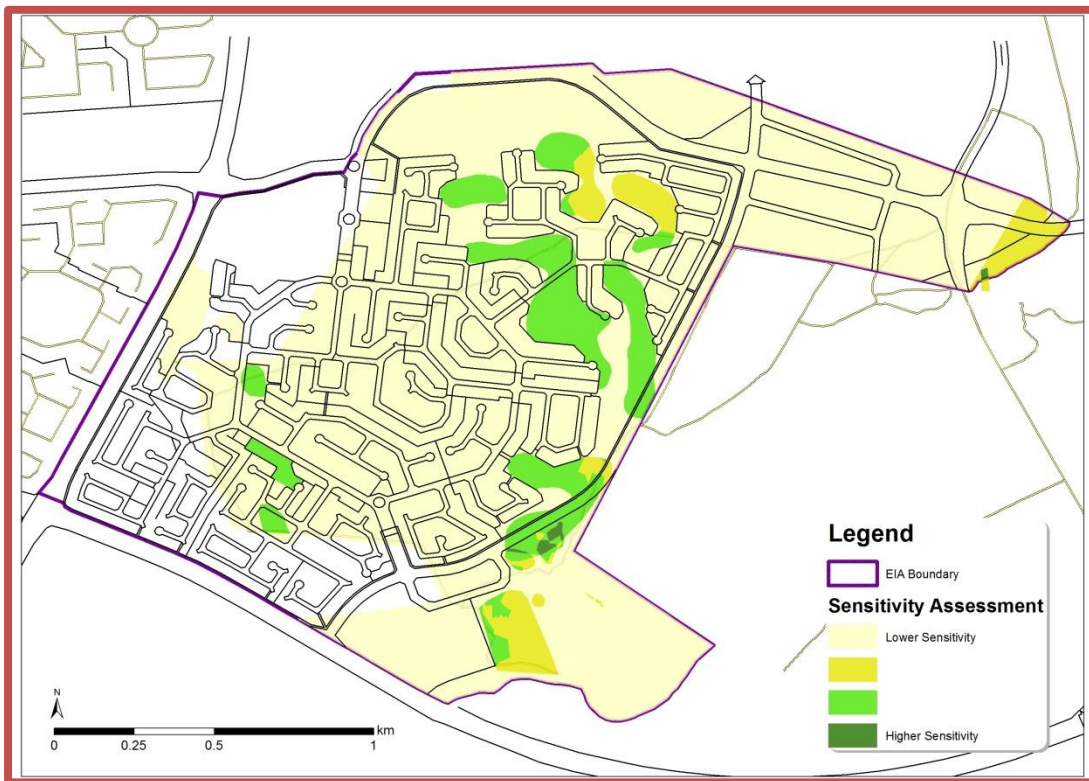 Legend
EIA Boundary
Sensitivity Assessment
Lower Sensitivity
Higher Sensitivity
N
km
0 0.25 0.5 1